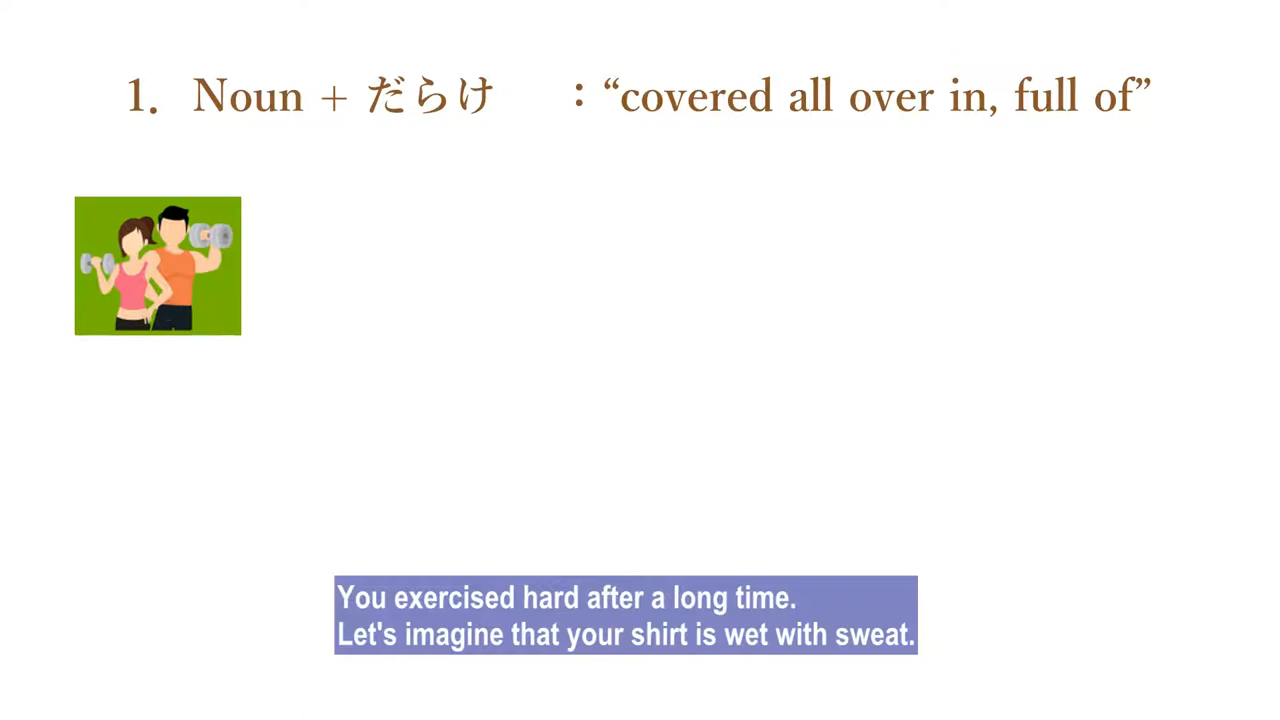 1. Noun + だらけ : “covered all over in, full of”
You exercised hard after a long time.
Let's imagine that your shirt is wet with sweat.